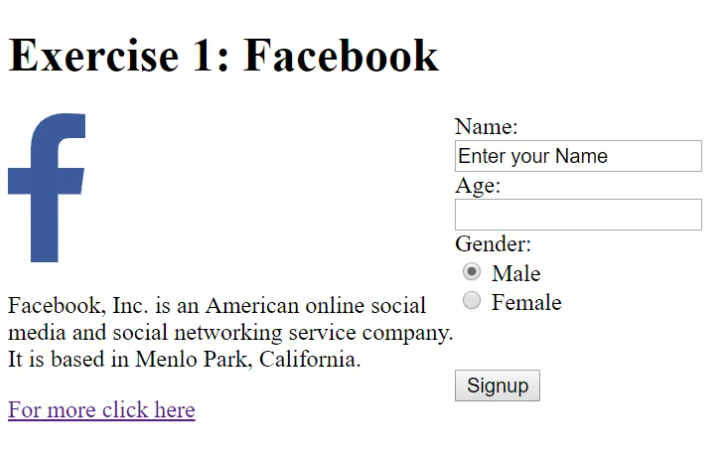 Exercise 1: Facebook
f
Facebook, Inc. is an American online social
media and social networking service company.
It is based in Menlo Park, California.
For more click here
Name:
Enter your Name
Age:
Gender:
Male
Female
Signup